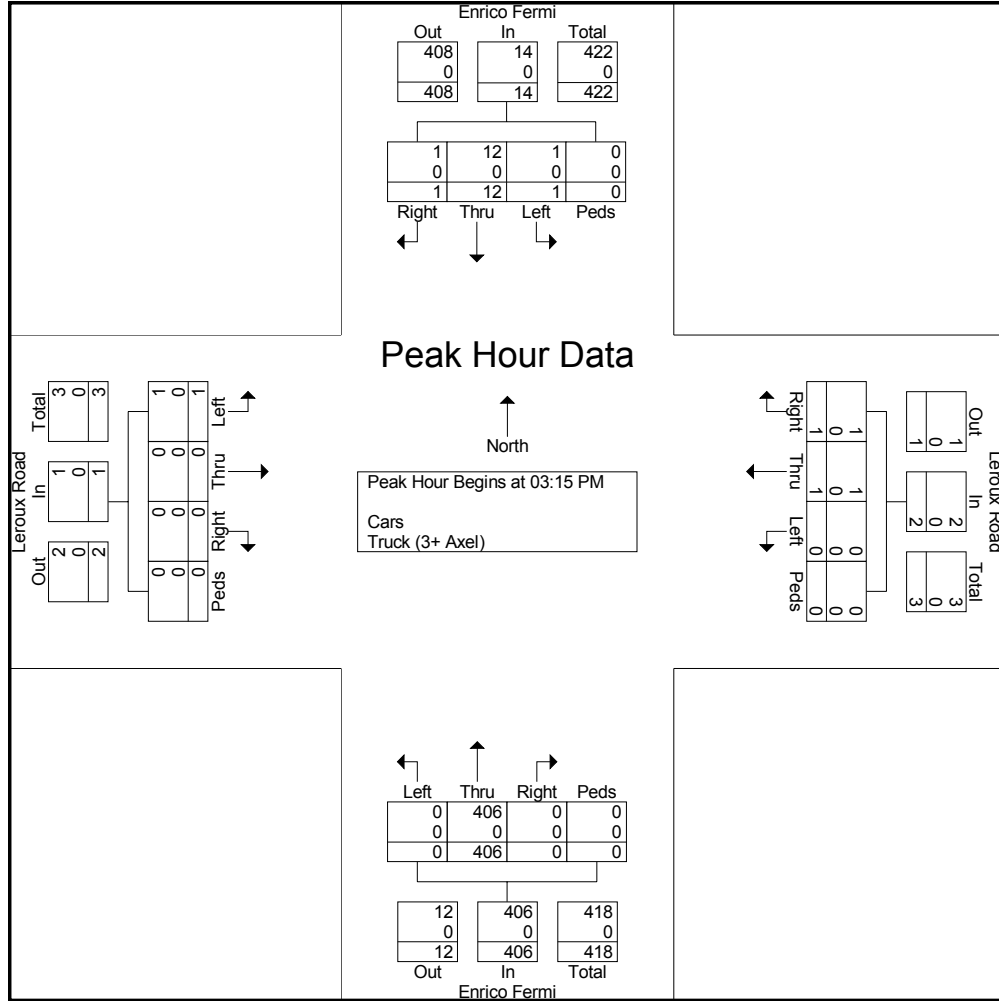 Enrico Fermi
Out In Total
408 14 422
0 0 0
408 14 422
1 12 1 0
0 0 0 0
1 12 1 0
Right Thru Left Peds
Peak Hour Data
North
Peak Hour Begins at 03:15 PM
Cars
Truck (3+ Axel)
Leroux Road
Total In Out
3 1 2
0 0 0
3 1 2
1 0 0 0
0 0 0 0
1 0 0 0
Left Thru Right Peds
Leroux Road
Out In Total
1 2 3
0 0 0
1 2 3
1 1 0 0
0 0 0 0
1 1 0 0
Right Thru Left Peds
Left Thru Right Peds
0 406 0 0
0 0 0 0
0 406 0 0
12 406 418
0 0 0
12 406 418
Out In Total
Enrico Fermi